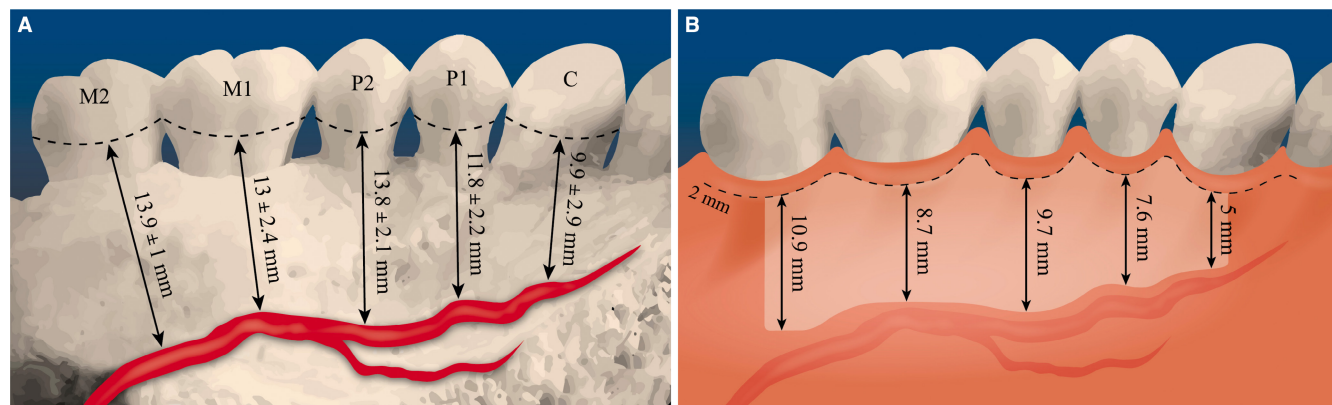 A
M2
M1
P2
P1
C
13.9 ± 1 mm
13 ± 2.4 mm
13.8 ± 2.1 mm
11.8 ± 2.2 mm
9.9 ± 2.9 mm
B
2 mm
10.9 mm
8.7 mm
9.7 mm
7.6 mm
5 mm